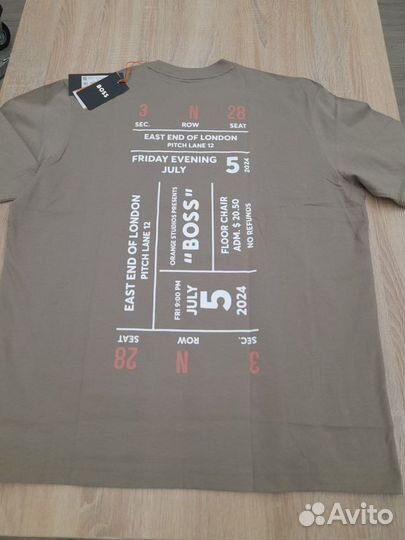 BOSS
3 N 28
SEC. ROW SEAT
EAST END OF LONDON
PITCH LANE 12
FRIDAY EVENING
JULY
5
2024
EAST END OF LONDON
PITCH LANE 12
ORANGE STUDIOS PRESENTS
"BOSS"
FLOOR CHAIR
ADM. $ 20.50
NO REFUNDS
FRI 9:00 PM
JULY
5
2024
SEC. ROW SEAT
3 N 28
Avito